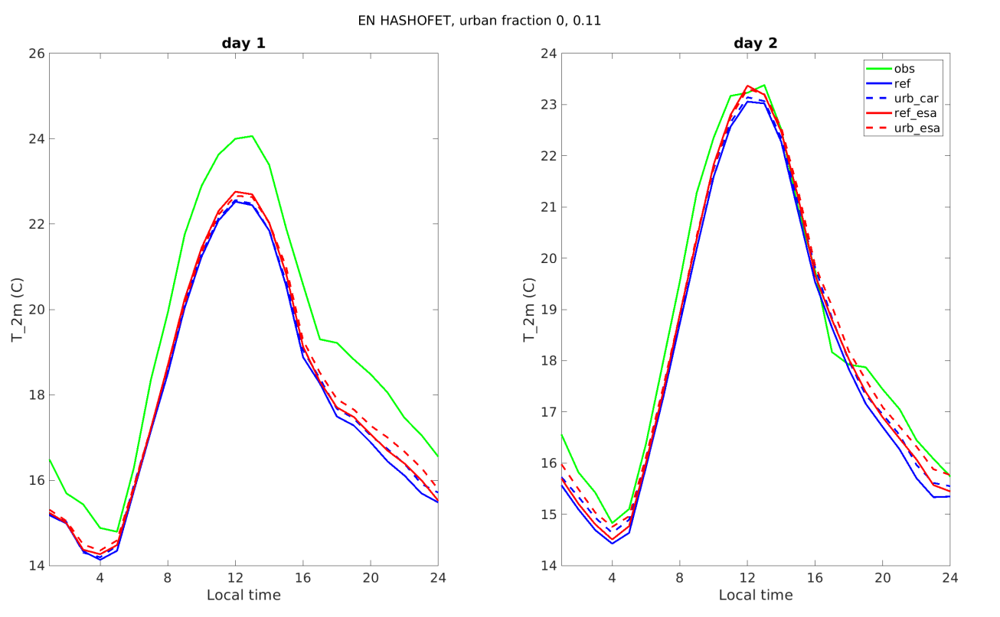 EN HASHOFET, urban fraction 0, 0.11
day 1
26
24
22
20
18
16
14
T_2m (C)
4
8
12
16
20
24
Local time
day 2
24
23
22
21
20
19
18
17
16
15
14
T_2m (C)
4
8
12
16
20
24
Local time
obs
ref
urb_car
ref_esa
urb_esa